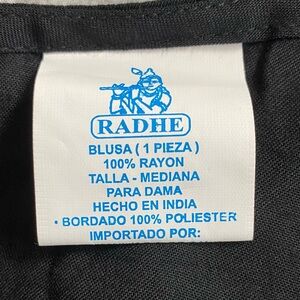 RADHE
BLUSA ( 1 PIEZA )
100% RAYON
TALLA - MEDIANA
PARA DAMA
HECHO EN INDIA
• BORDADO 100% POLIESTER
IMPORTADO POR: